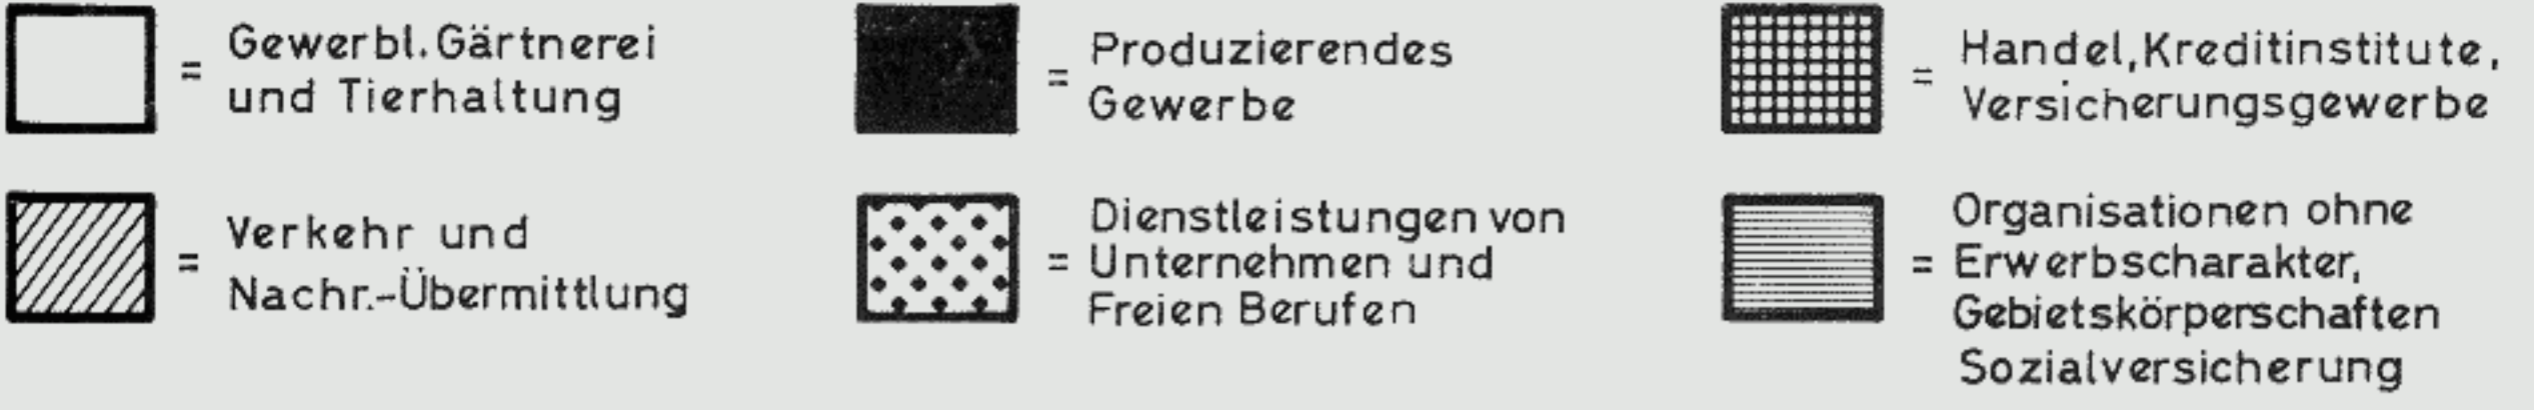 = Gewerbl. Gärtnerei
und Tierhaltung
= Produzierendes
Gewerbe
= Handel, Kreditinstitute,
Versicherungsgewerbe
= Verkehr und
Nachr.-Übermittlung
= Dienstleistungen von
Unternehmen und
Freien Berufen
= Organisationen ohne
Erwerbscharakter,
Gebietskörperschaften
Sozialversicherung